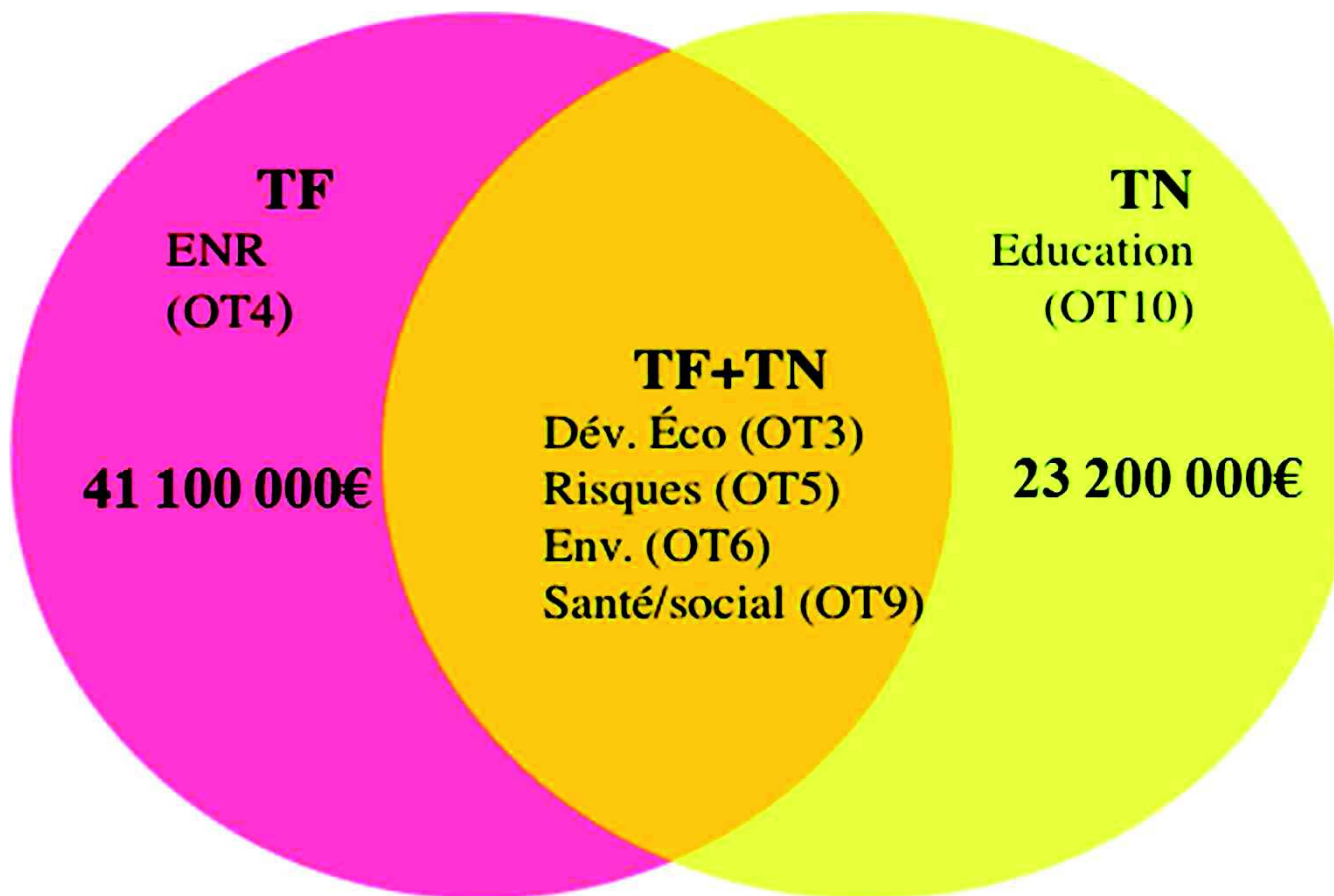 TF
ENR
(OT4)
41 100 000€
TF+TN
Dév. Éco (OT3)
Risques (OT5)
Env. (OT6)
Santé/social (OT9)
TN
Education
(OT10)
23 200 000€